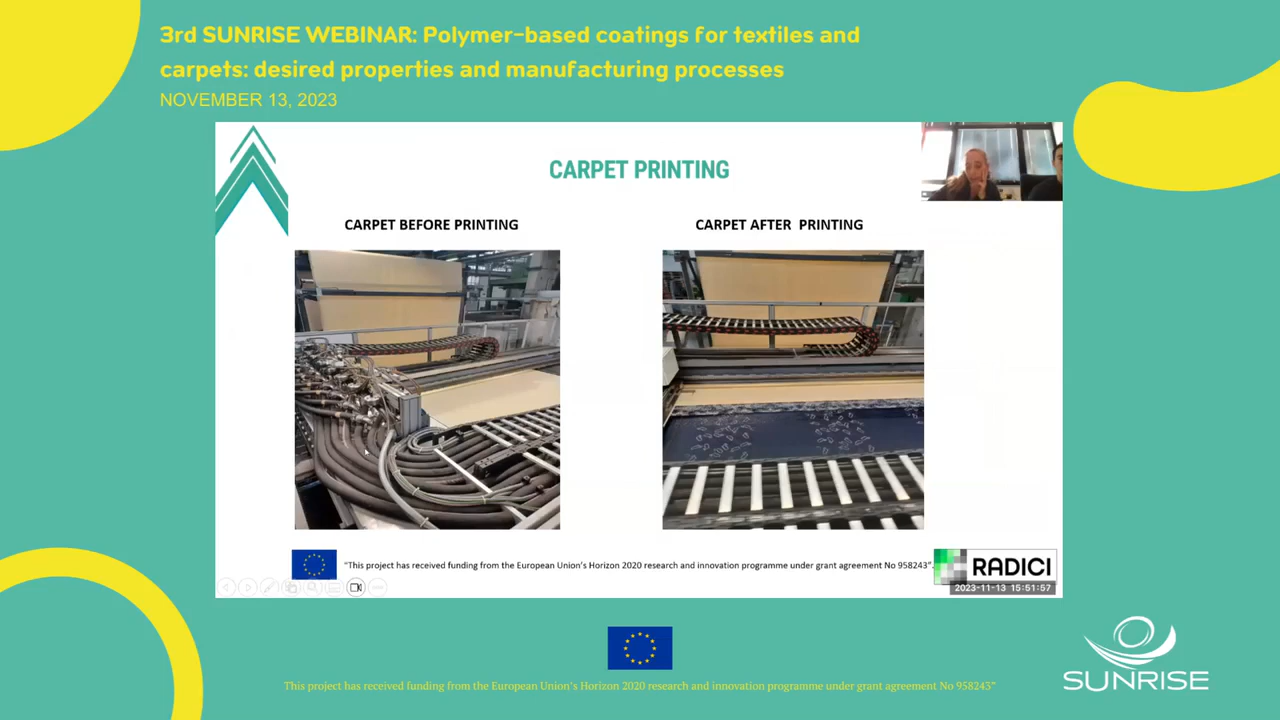 3rd SUNRISE WEBINAR: Polymer-based coatings for textiles and
carpets: desired properties and manufacturing processes
NOVEMBER 13, 2023
CARPET PRINTING
CARPET BEFORE PRINTING
CARPET AFTER  PRINTING
"This project has received funding from the European Union's Horizon 2020 research and innovation programme under grant agreement No 958243".
RADICI
2023-11-13 15:51:57
SUNRISE
This project has received funding from the European Union's Horizon 2020 research and innovation programme under grant agreement No 958243"